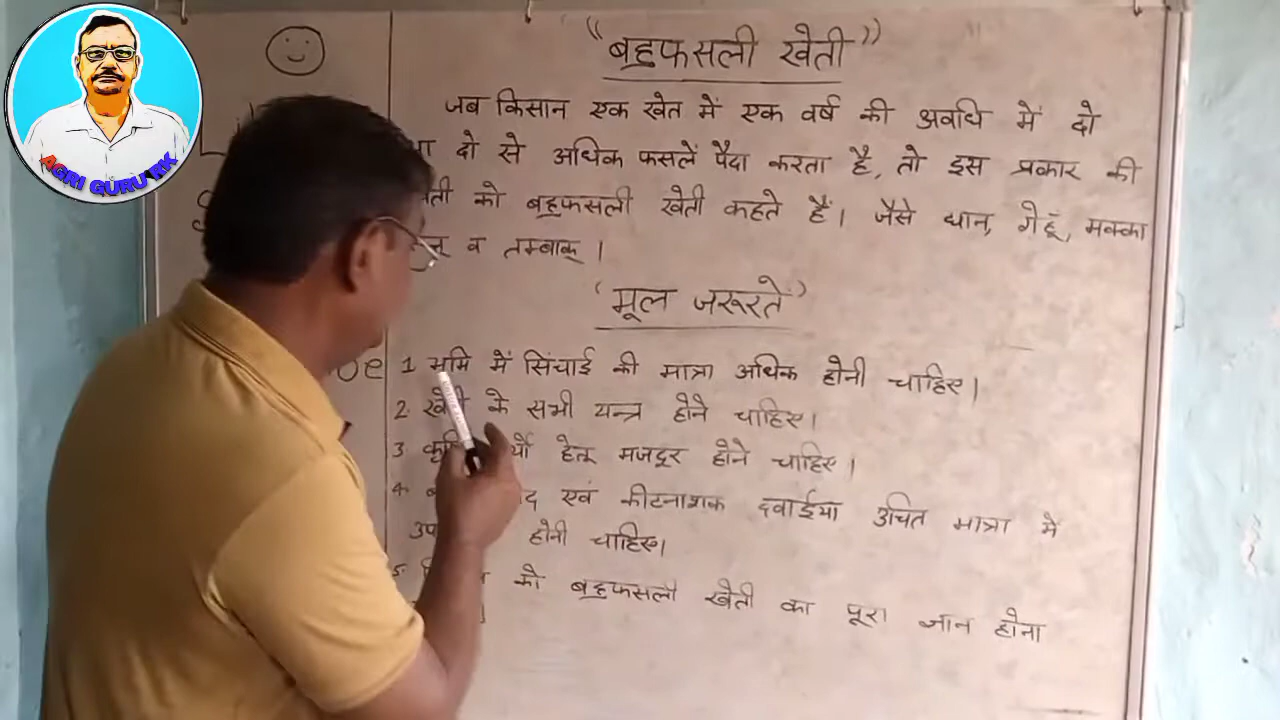 AGRI GURU RK
"बहुफसली खेती"
जब किसान एक खेत में एक वर्ष की अवधि में दो
दो से अधिक फसलें पैदा करता है, तो इस प्रकार की
को बहुफसली खेती कहते हैं। जैसे धान, गेहूँ, मक्का
व तम्बाकू।
'मूल जरूरतें'
1 भूमि में सिंचाई की मात्रा अधिक होनी चाहिए।
2. खेती के सभी यन्त्र होने चाहिए।
3 हेतू मजदूर होने चाहिए।
4. एवं कीटनाशक दवाईया उचित मात्रा मे
होनी चाहिए।
5. को बहुफसली खेती का पूरा ज्ञान होना